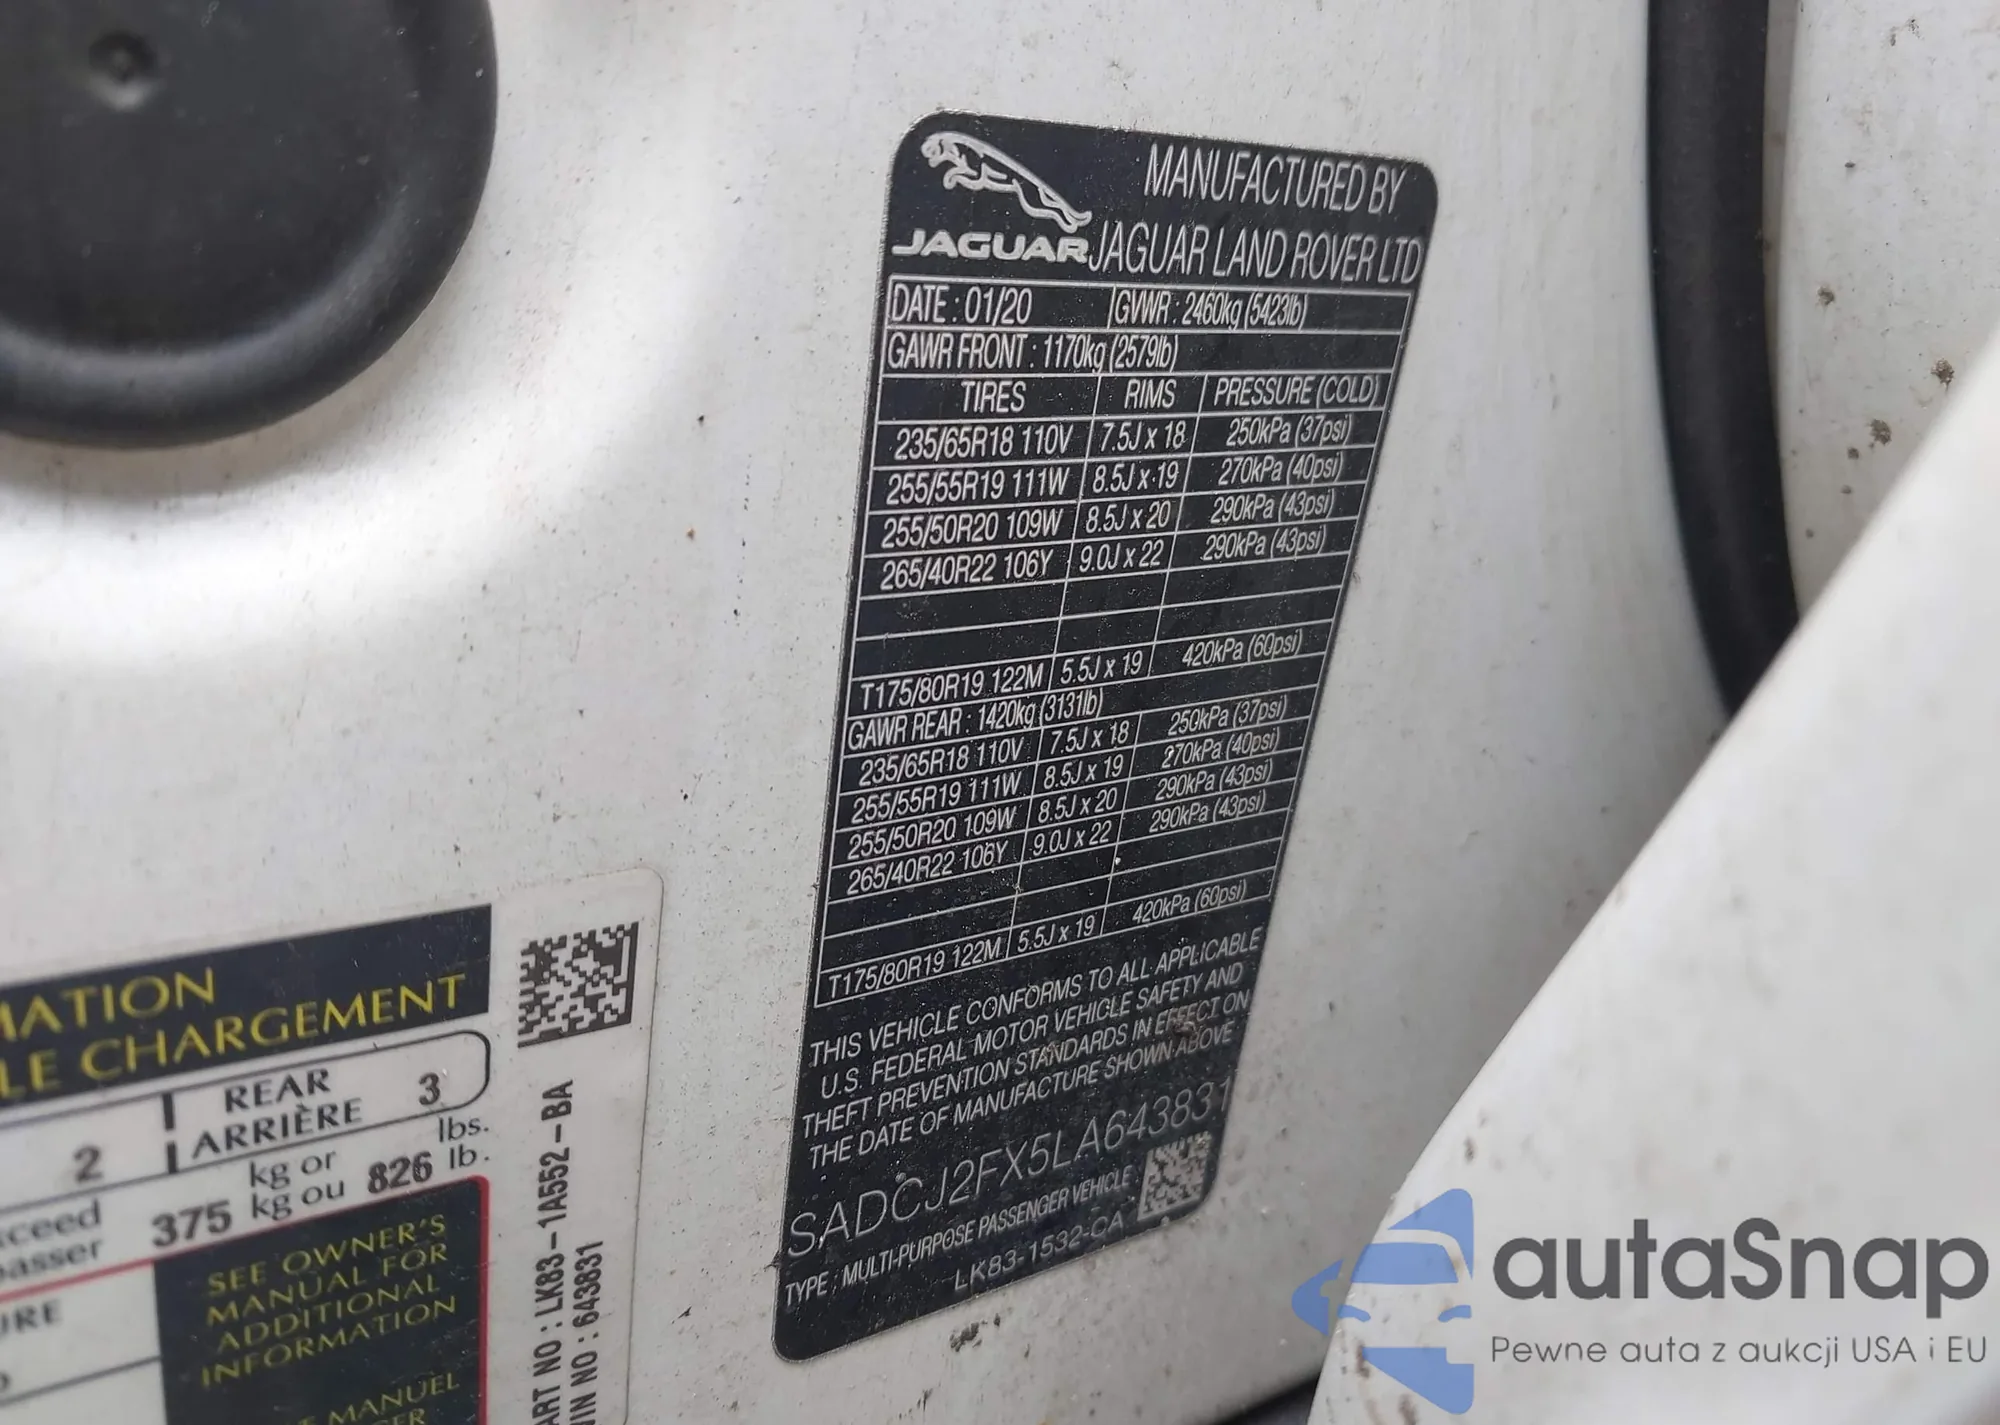 JAGUAR
MANUFACTURED BY
JAGUAR LAND ROVER LTD
DATE : 01/20 GVWR : 2460kg (5423lb)
GAWR FRONT : 1170kg (2579lb)
TIRES RIMS PRESSURE (COLD)
235/65R18 110V 7.5J x 18 250kPa (37psi)
255/55R19 111W 8.5J x 19 270kPa (40psi)
255/50R20 109W 8.5J x 20 290kPa (43psi)
265/40R22 106Y 9.0J x 22 290kPa (43psi)
T175/80R19 122M 5.5J x 19 420kPa (60psi)
GAWR REAR : 1420kg (3131lb)
235/65R18 110V 7.5J x 18 250kPa (37psi)
255/55R19 111W 8.5J x 19 270kPa (40psi)
255/50R20 109W 8.5J x 20 290kPa (43psi)
265/40R22 106Y 9.0J x 22 290kPa (43psi)
T175/80R19 122M 5.5J x 19 420kPa (60psi)
THIS VEHICLE CONFORMS TO ALL APPLICABLE
U.S. FEDERAL MOTOR VEHICLE SAFETY AND
THEFT PREVENTION STANDARDS IN EFFECT ON
THE DATE OF MANUFACTURE SHOWN ABOVE
SADCJ2FX5LA643831
TYPE : MULTI-PURPOSE PASSENGER VEHICLE
LK83-1532-CA
MATION
LE CHARGEMENT
2 REAR 3
ARRIÈRE
xceed 375 kg or 826 lbs.
passer kg ou lb.
URE
SEE OWNER'S
MANUAL FOR
ADDITIONAL
INFORMATION
MANUEL
ART NO : LK83-1A552-BA
VIN NO : 643831
autaSnap
Pewne auta z aukcji USA i EU